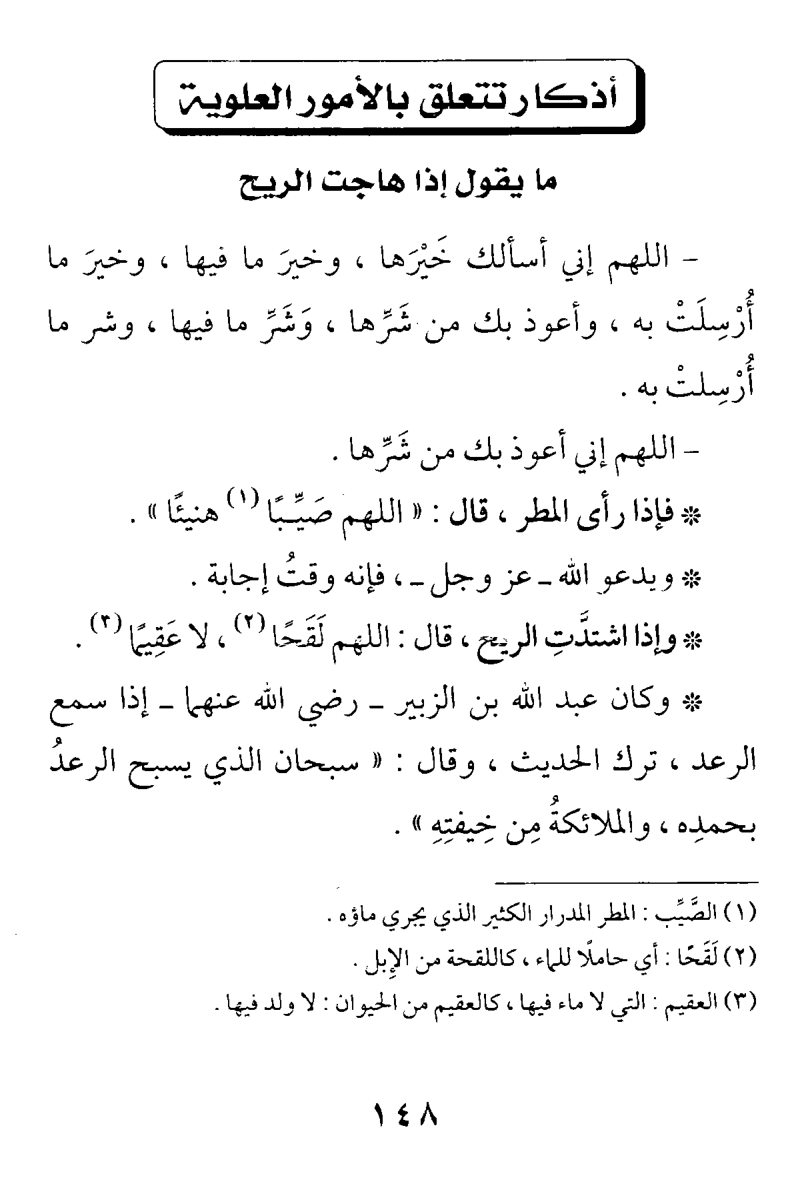 أذكار تتعلق بالأمور العلوية
ما يقول إذا هاجت الريح
– اللهم إني أسألك خَيْرَها ، وخيرَ ما فيها ، وخيرَ ما
أُرْسِلَتْ به ، وأعوذ بك من شَرِّها ، وَشَرِّ ما فيها ، وشر ما
أُرْسِلتْ به .
– اللهم إني أعوذ بك من شَرِّها .
* فإذا رأى المطر ، قال : « اللهم صَيِّبًا (١) هنيئًا » .
* ويدعو الله ـ عز وجل ـ ، فإنه وقتُ إجابة .
* وإذا اشتدَّتِ الريح ، قال : اللهم لَقَحًا (٢) ، لا عَقِيمًا (٣) .
* وكان عبد الله بن الزبير ـ رضي الله عنهما ـ إذا سمع
الرعد ، ترك الحديث ، وقال : « سبحان الذي يسبح الرعدُ
بحمدِه ، والملائكةُ مِن خِيفتِهِ » .
(١) الصَّيِّب : المطر المدرار الكثير الذي يجري ماؤه .
(٢) لَقَحًا : أي حاملًا للماء ، كاللقحة من الإِبل .
(٣) العقيم : التي لا ماء فيها ، كالعقيم من الحيوان : لا ولد فيها .
١٤٨